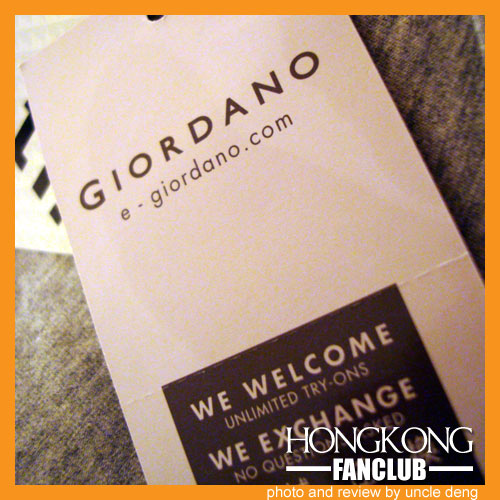 GIORDANO
e - giordano.com
WE WELCOME
UNLIMITED TRY-ONS
WE EXCHANGE
HONGKONG
FANCLUB
photo and review by uncle deng